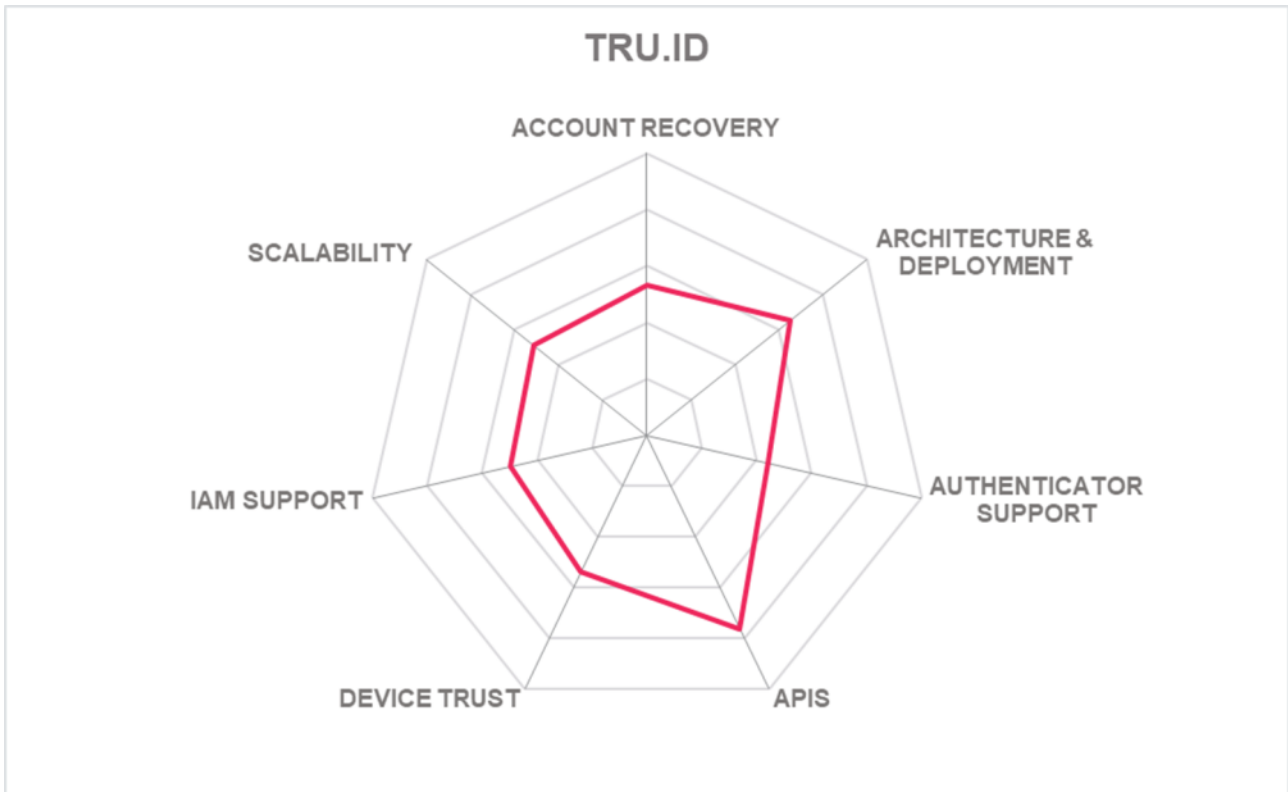 TRU.ID
ACCOUNT RECOVERY
SCALABILITY
ARCHITECTURE &
DEPLOYMENT
IAM SUPPORT
AUTHENTICATOR
SUPPORT
DEVICE TRUST
APIS